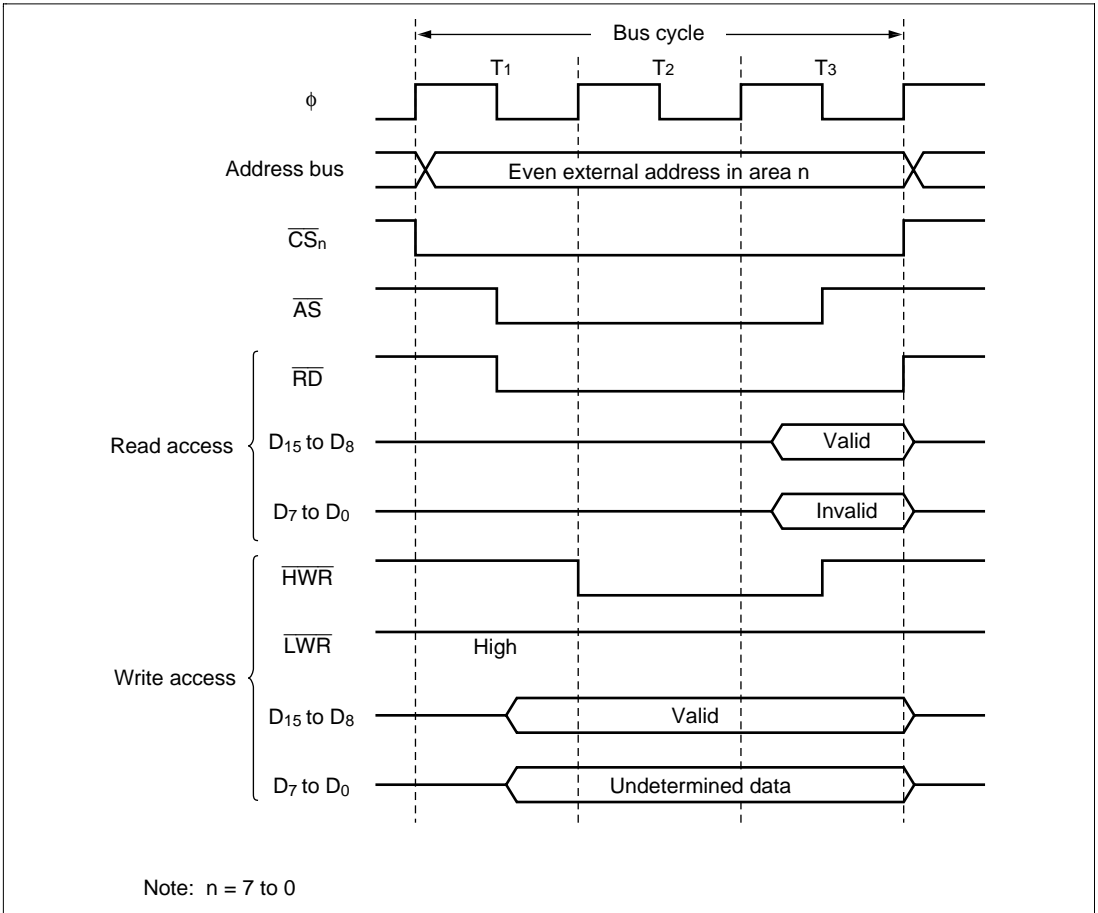 Bus cycle
T1 T2 T3
ϕ
Address bus Even external address in area n
CSn
AS
RD
Read access D15 to D8 Valid
D7 to D0 Invalid
HWR
LWR High
Write access
D15 to D8 Valid
D7 to D0 Undetermined data
Note: n = 7 to 0